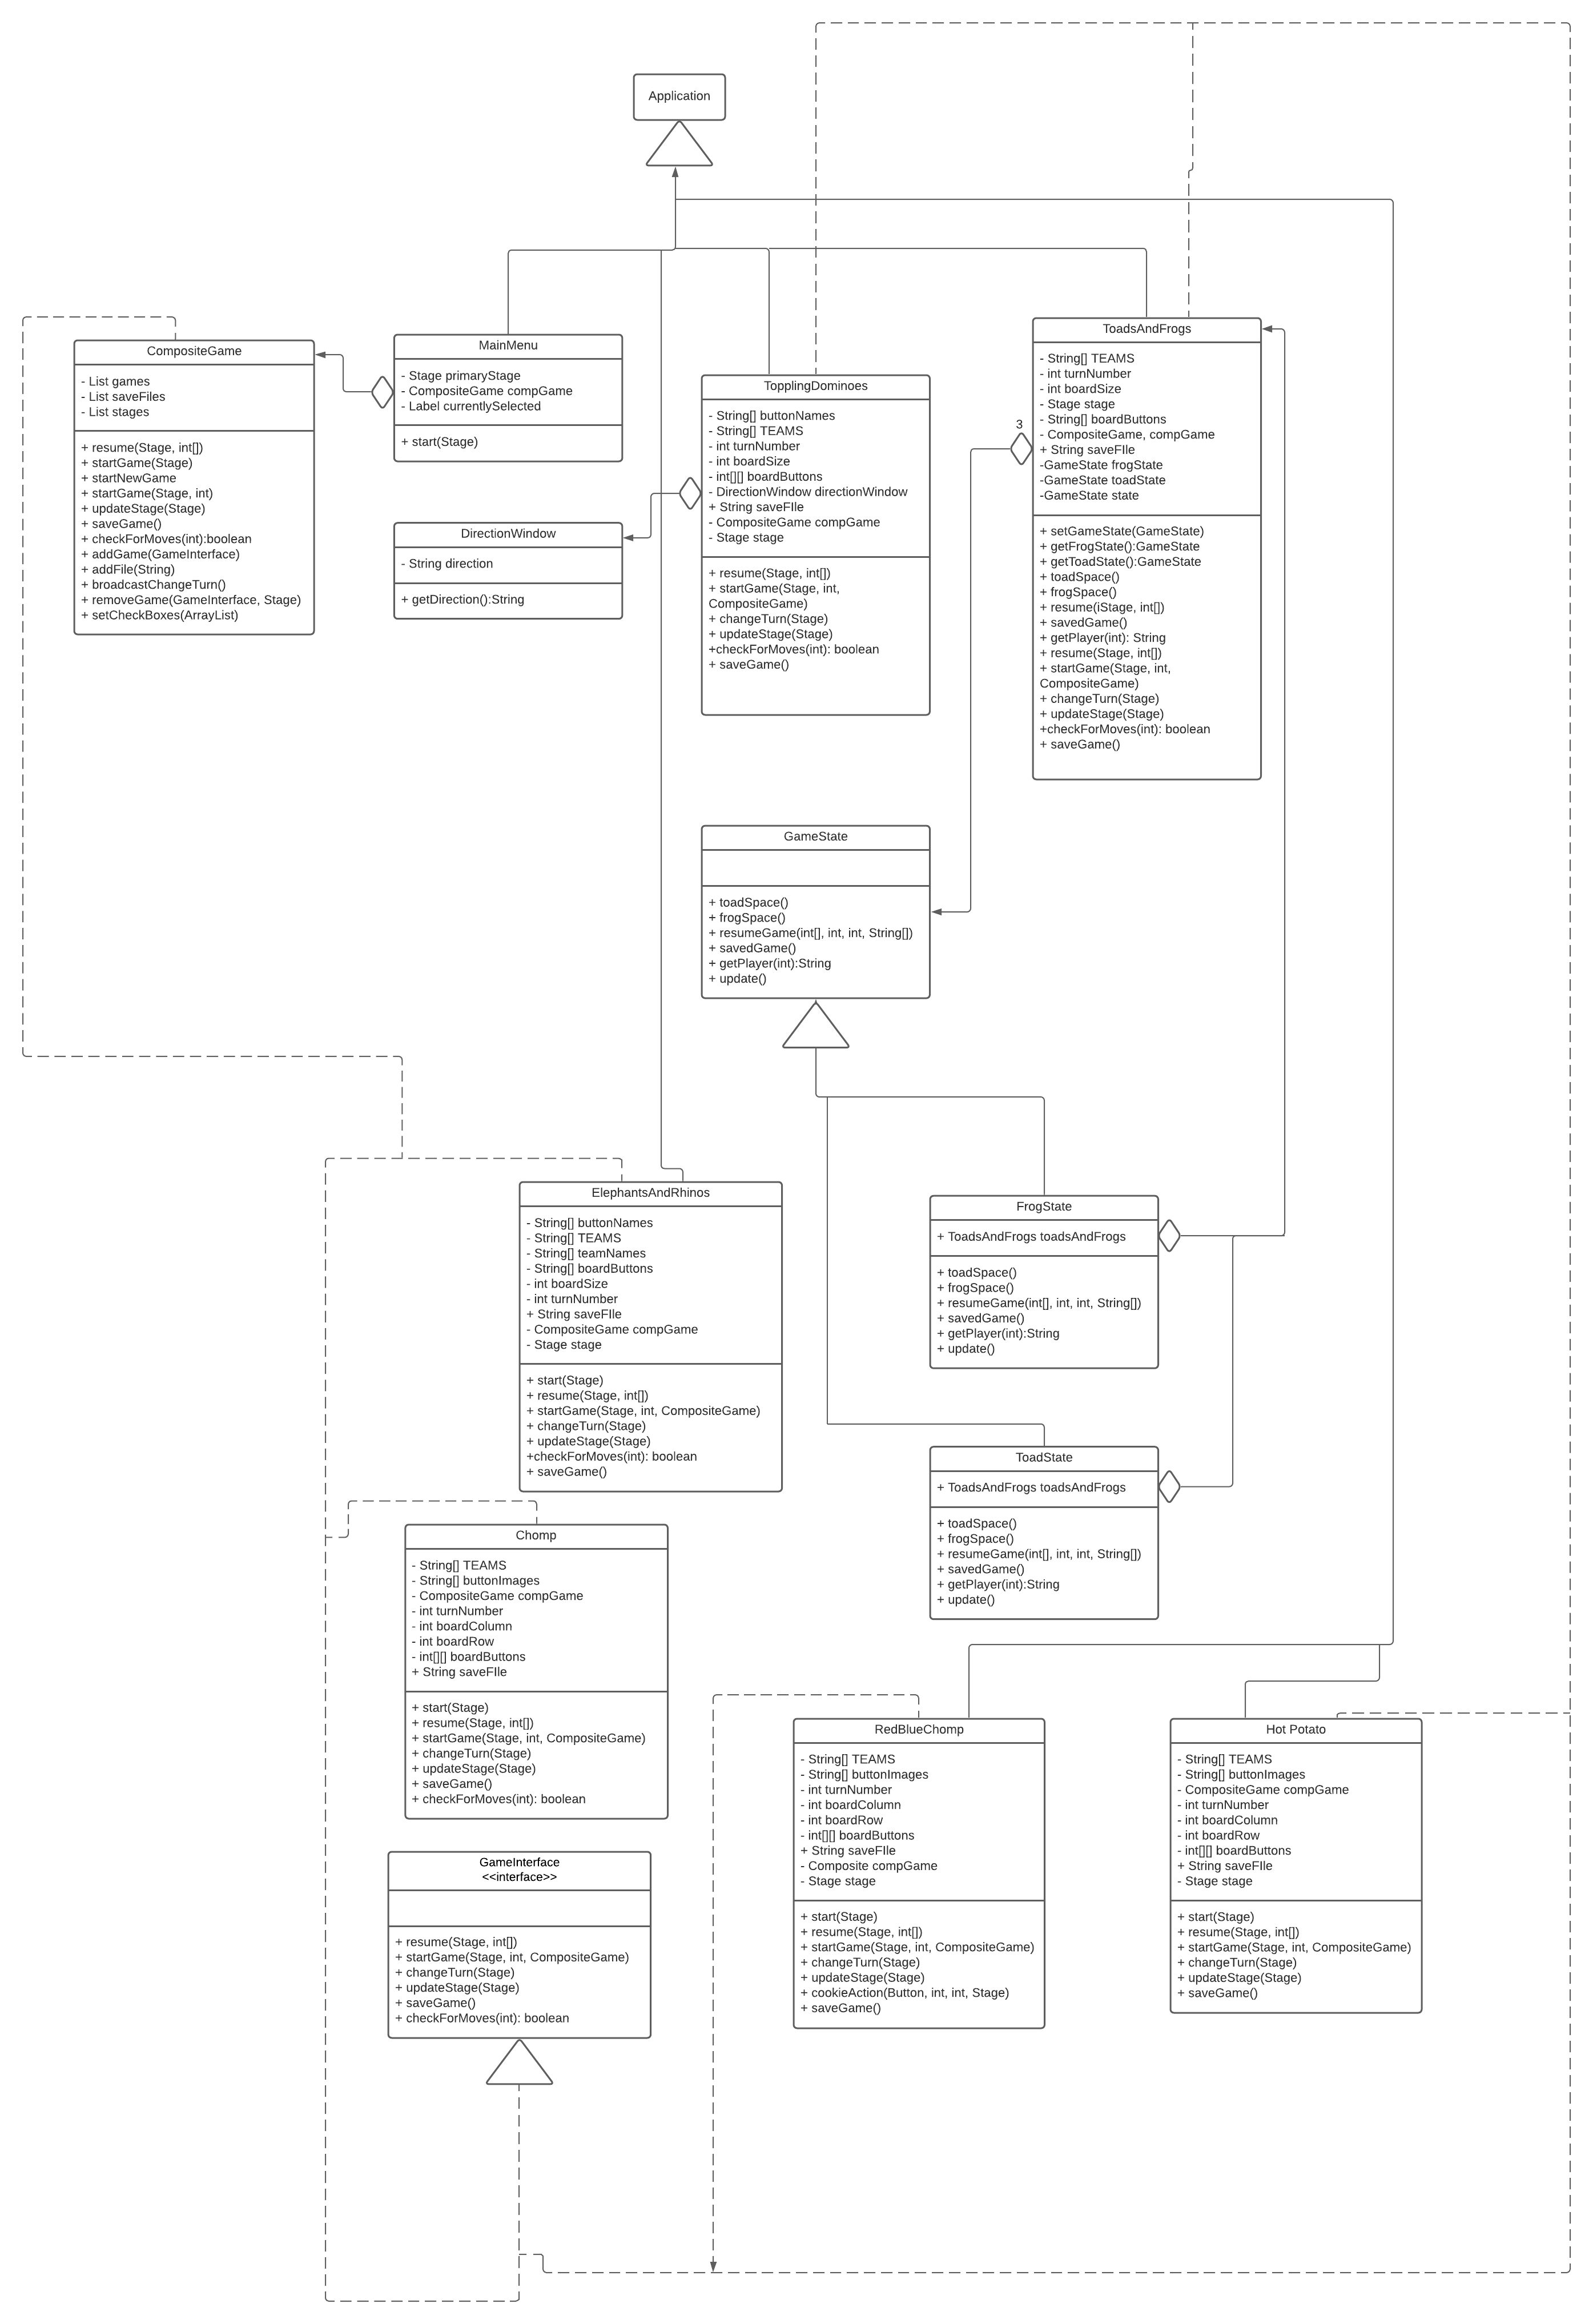 Application
CompositeGame
- List games
- List saveFiles
- List stages
+ resume(Stage, int[])
+ startGame(Stage)
+ startNewGame
+ startGame(Stage, int)
+ updateStage(Stage)
+ saveGame()
+ checkForMoves(int):boolean
+ addGame(GameInterface)
+ addFile(String)
+ broadcastChangeTurn()
+ removeGame(GameInterface, Stage)
+ setCheckBoxes(ArrayList)
MainMenu
- Stage primaryStage
- CompositeGame compGame
- Label currentlySelected
+ start(Stage)
DirectionWindow
- String direction
+ getDirection():String
TopplingDominoes
- String[] buttonNames
- String[] TEAMS
- int turnNumber
- int boardSize
- int[][] boardButtons
- DirectionWindow directionWindow
+ String saveFIle
- CompositeGame compGame
- Stage stage
+ resume(Stage, int[])
+ startGame(Stage, int,
CompositeGame)
+ changeTurn(Stage)
+ updateStage(Stage)
+checkForMoves(int): boolean
+ saveGame()
3
ToadsAndFrogs
- String[] TEAMS
- int turnNumber
- int boardSize
- Stage stage
- String[] boardButtons
- CompositeGame, compGame
+ String saveFIle
-GameState frogState
-GameState toadState
-GameState state
+ setGameState(GameState)
+ getFrogState():GameState
+ getToadState():GameState
+ toadSpace()
+ frogSpace()
+ resume(iStage, int[])
+ savedGame()
+ getPlayer(int): String
+ resume(Stage, int[])
+ startGame(Stage, int,
CompositeGame)
+ changeTurn(Stage)
+ updateStage(Stage)
+checkForMoves(int): boolean
+ saveGame()
GameState
+ toadSpace()
+ frogSpace()
+ resumeGame(int[], int, int, String[])
+ savedGame()
+ getPlayer(int):String
+ update()
ElephantsAndRhinos
- String[] buttonNames
- String[] TEAMS
- String[] teamNames
- String[] boardButtons
- int boardSize
- int turnNumber
+ String saveFIle
- CompositeGame compGame
- Stage stage
+ start(Stage)
+ resume(Stage, int[])
+ startGame(Stage, int, CompositeGame)
+ changeTurn(Stage)
+ updateStage(Stage)
+checkForMoves(int): boolean
+ saveGame()
FrogState
+ ToadsAndFrogs toadsAndFrogs
+ toadSpace()
+ frogSpace()
+ resumeGame(int[], int, int, String[])
+ savedGame()
+ getPlayer(int):String
+ update()
ToadState
+ ToadsAndFrogs toadsAndFrogs
+ toadSpace()
+ frogSpace()
+ resumeGame(int[], int, int, String[])
+ savedGame()
+ getPlayer(int):String
+ update()
Chomp
- String[] TEAMS
- String[] buttonImages
- CompositeGame compGame
- int turnNumber
- int boardColumn
- int boardRow
- int[][] boardButtons
+ String saveFIle
+ start(Stage)
+ resume(Stage, int[])
+ startGame(Stage, int, CompositeGame)
+ changeTurn(Stage)
+ updateStage(Stage)
+ saveGame()
+ checkForMoves(int): boolean
GameInterface
<<interface>>
+ resume(Stage, int[])
+ startGame(Stage, int, CompositeGame)
+ changeTurn(Stage)
+ updateStage(Stage)
+ saveGame()
+ checkForMoves(int): boolean
RedBlueChomp
- String[] TEAMS
- String[] buttonImages
- int turnNumber
- int boardColumn
- int boardRow
- int[][] boardButtons
+ String saveFIle
- Composite compGame
- Stage stage
+ start(Stage)
+ resume(Stage, int[])
+ startGame(Stage, int, CompositeGame)
+ changeTurn(Stage)
+ updateStage(Stage)
+ cookieAction(Button, int, int, Stage)
+ saveGame()
Hot Potato
- String[] TEAMS
- String[] buttonImages
- CompositeGame compGame
- int turnNumber
- int boardColumn
- int boardRow
- int[][] boardButtons
+ String saveFIle
- Stage stage
+ start(Stage)
+ resume(Stage, int[])
+ startGame(Stage, int, CompositeGame)
+ changeTurn(Stage)
+ updateStage(Stage)
+ saveGame()